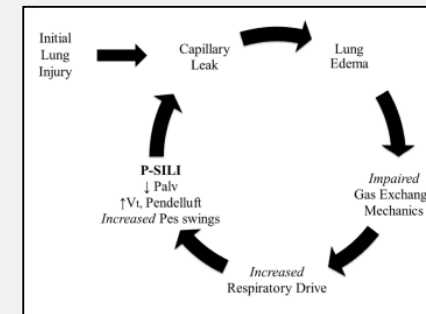 Initial
Lung
Injury
Capillary
Leak
Lung
Edema
Impaired
Gas Exchang
Mechanics
Increased
Respiratory Drive
P-SILI
↓ Palv
↑Vt, Pendelluft
Increased Pes swings